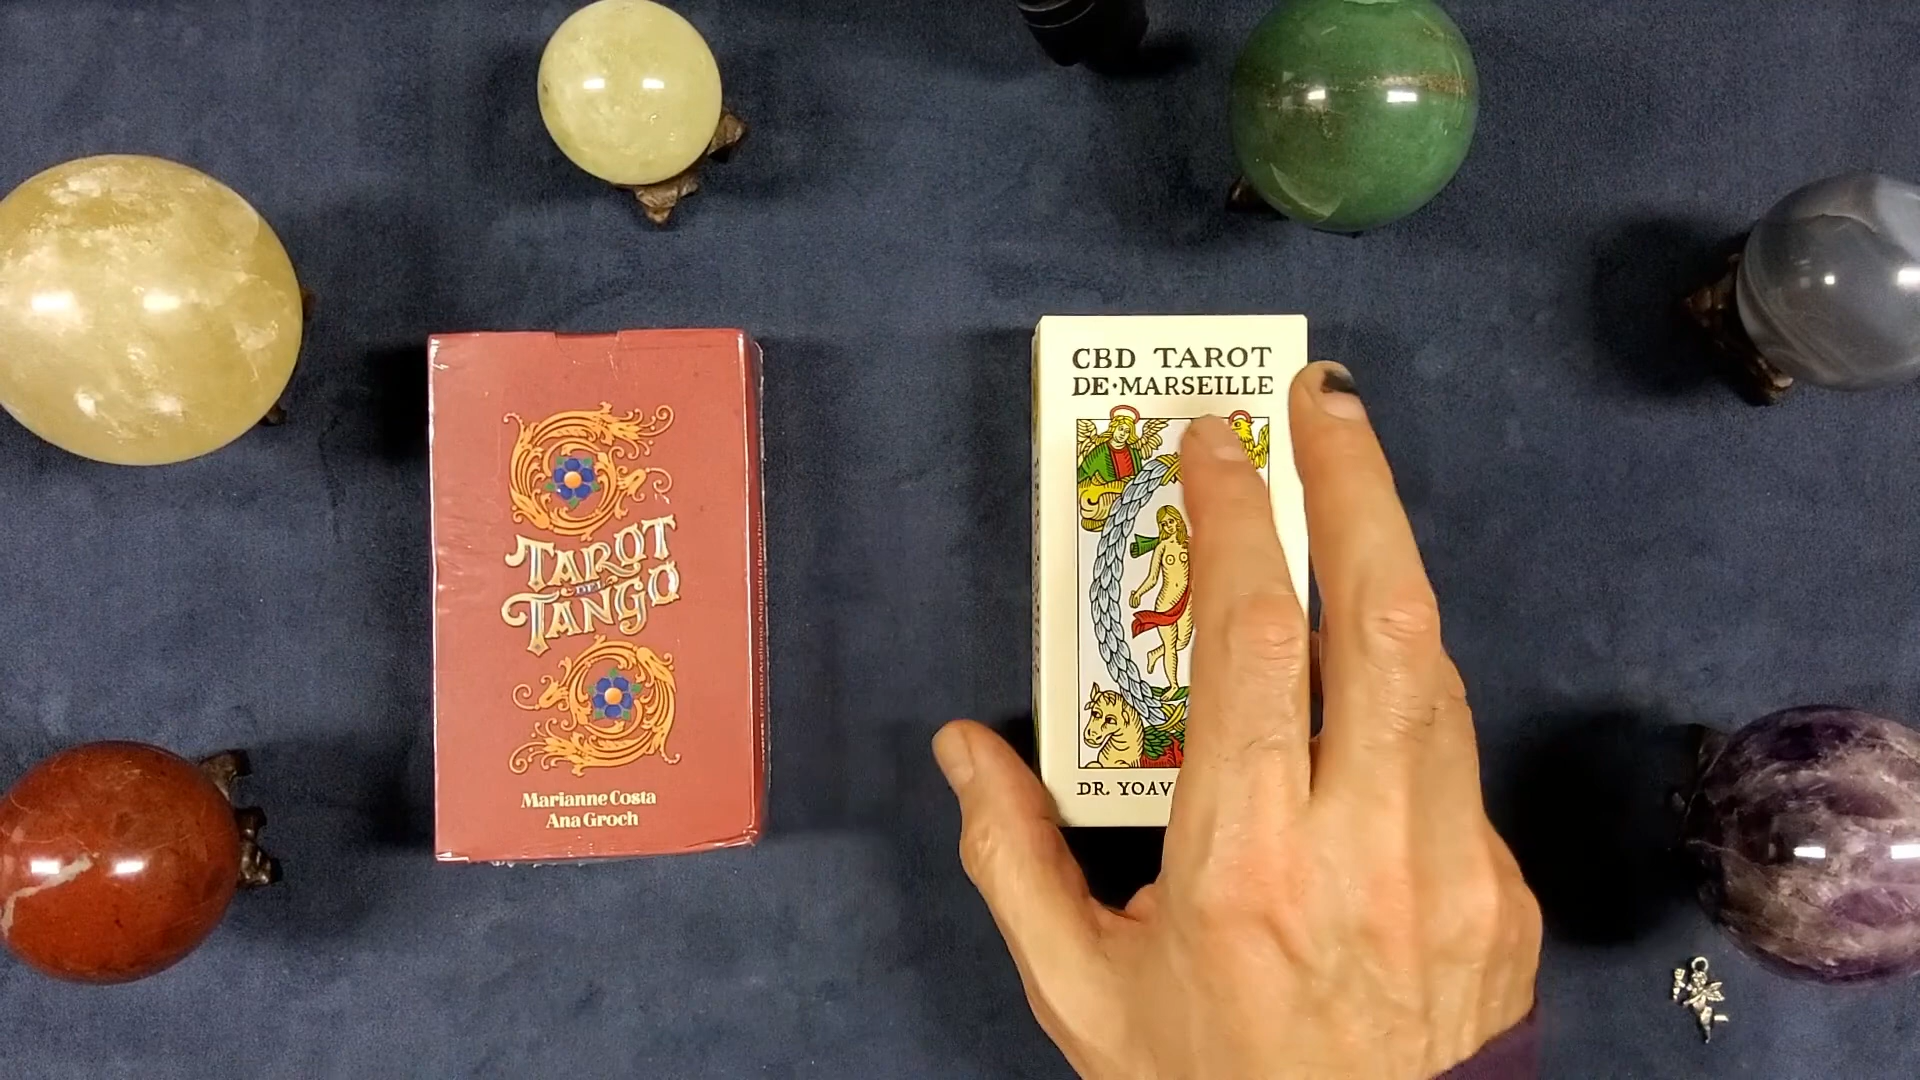 TAROT
DEL
TANGO
Marianne Costa
Ana Groch
CBD TAROT
DE·MARSEILLE
DR. YOAV